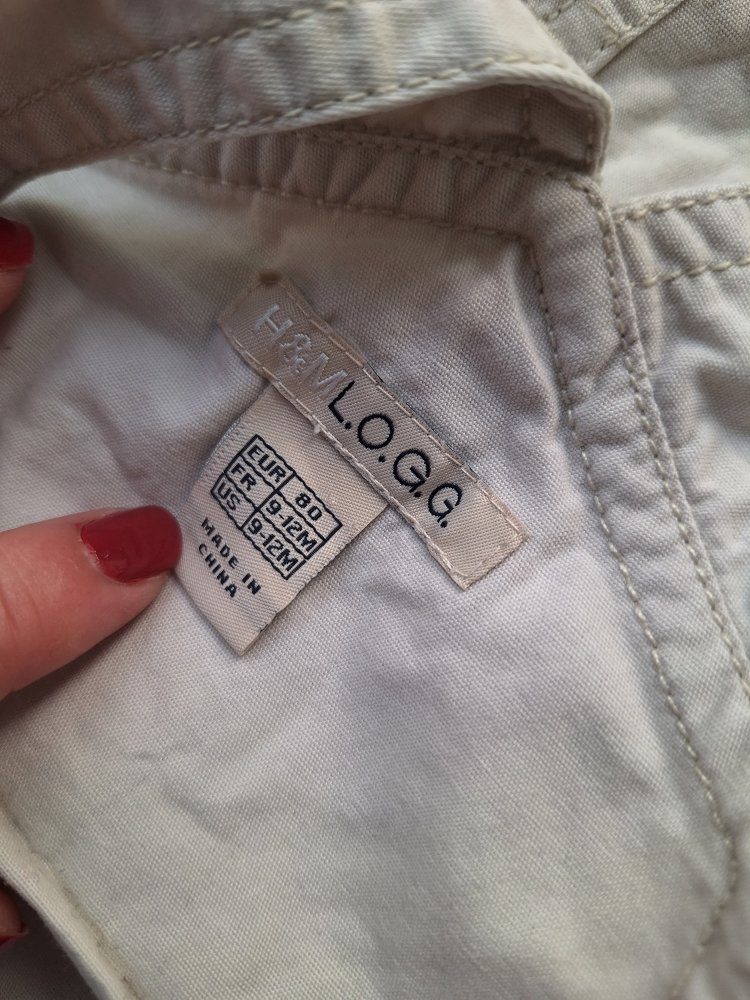 H&M L.O.G.G.
EUR 80
FR 9-12M
US 9-12M
MADE IN
CHINA